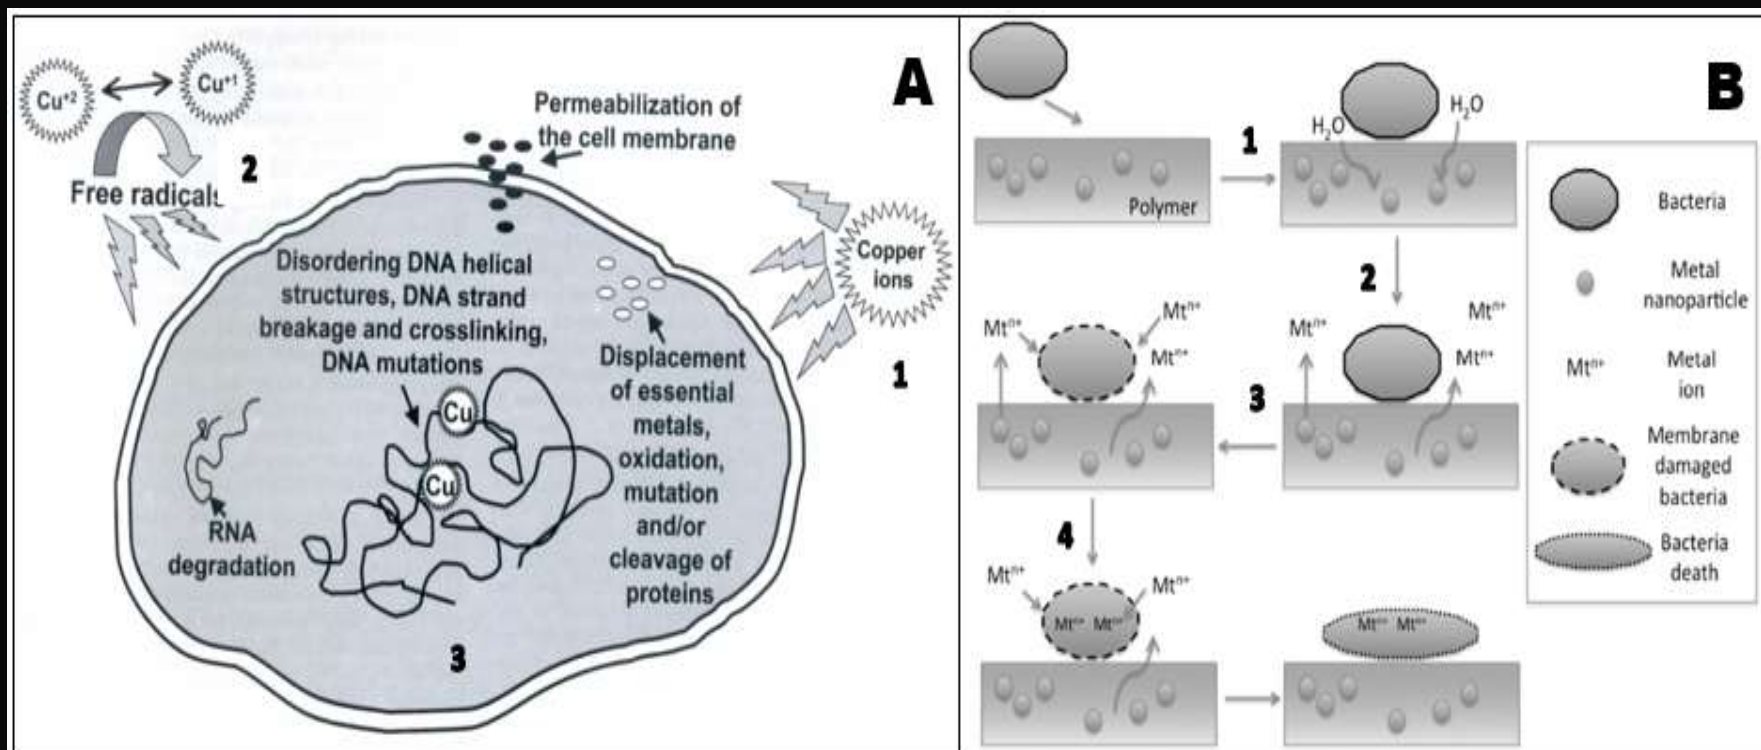 A
Cu+2
Cu+1
Free radicals
2
Permeabilization of
the cell membrane
Copper
ions
1
Disordering DNA helical
structures, DNA strand
breakage and crosslinking,
DNA mutations
Displacement
of essential
metals,
oxidation,
mutation
and/or
cleavage of
proteins
Cu
Cu
RNA
degradation
3
B
Polymer
1
H2O
H2O
2
Mtn+
Mtn+
Mtn+
3
Mtn+
Mtn+
Mtn+
4
Mtn+
Mtn+
Mtn+ Mtn+
Mtn+ Mtn+
Bacteria
Metal
nanoparticle
Mtn+
Metal
ion
Membrane
damaged
bacteria
Bacteria
death